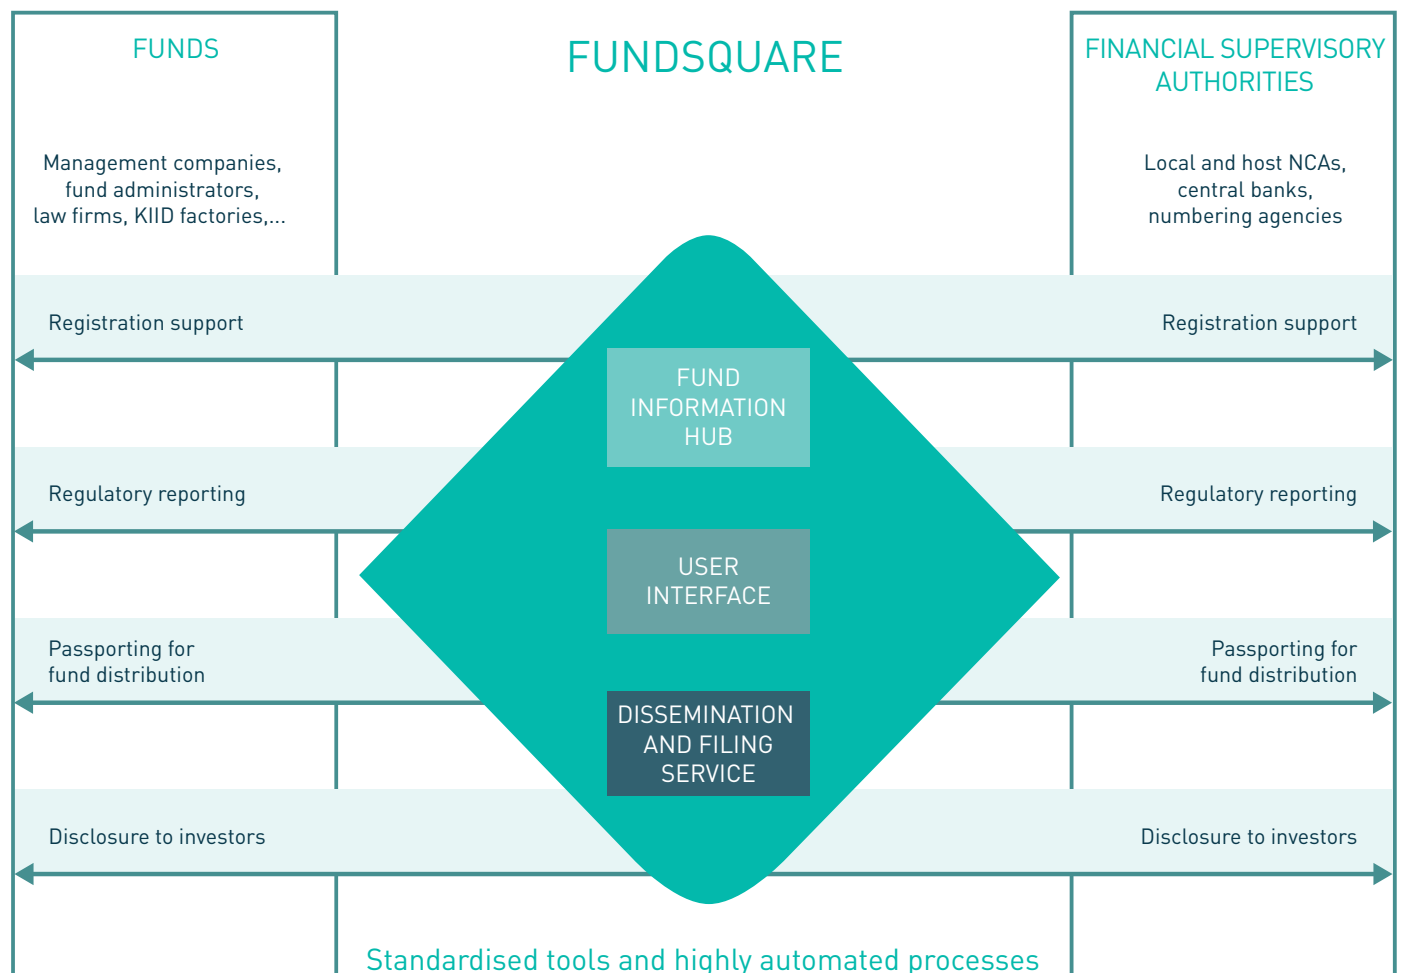 FUNDS
FUNDSQUARE
FINANCIAL SUPERVISORY
AUTHORITIES
Management companies,
fund administrators,
law firms, KIID factories,...
Local and host NCAs,
central banks,
numbering agencies
Registration support
Registration support
FUND
INFORMATION
HUB
Regulatory reporting
Regulatory reporting
USER
INTERFACE
Passporting for
fund distribution
Passporting for
fund distribution
DISSEMINATION
AND FILING
SERVICE
Disclosure to investors
Disclosure to investors
Standardised tools and highly automated processes